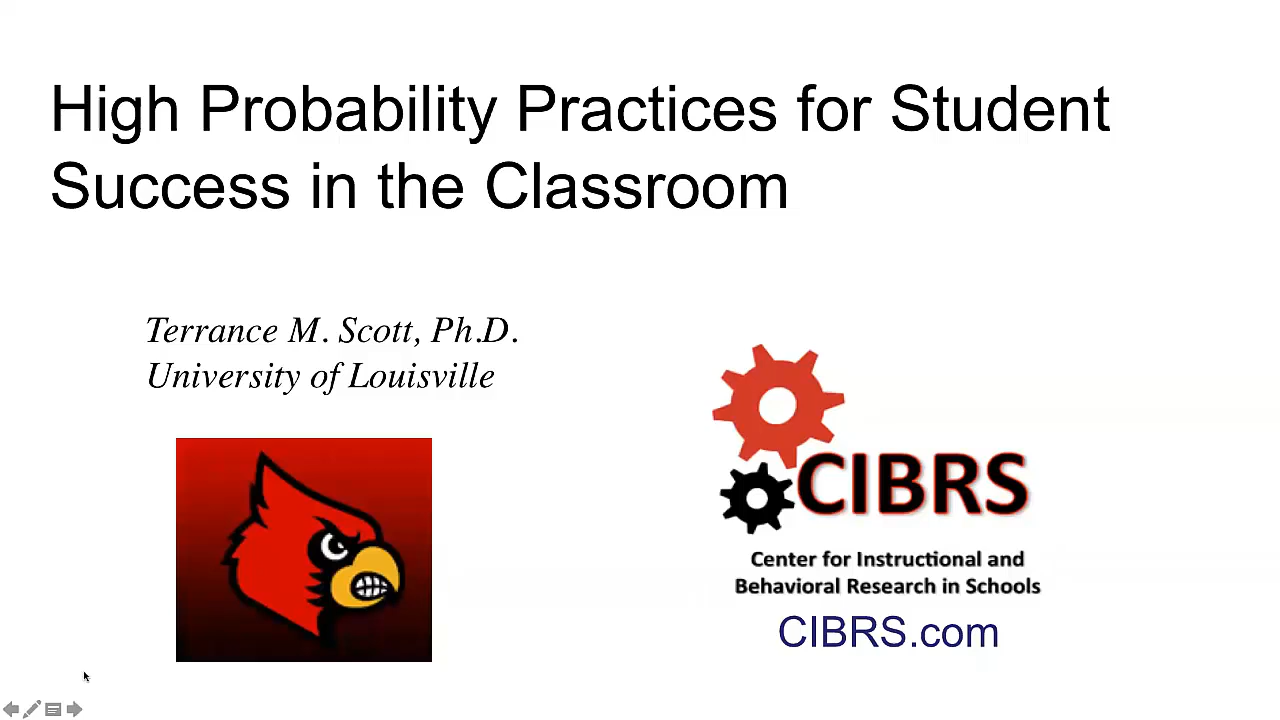 High Probability Practices for Student
Success in the Classroom
Terrance M. Scott, Ph.D.
University of Louisville
CIBRS
Center for Instructional and
Behavioral Research in Schools
CIBRS.com